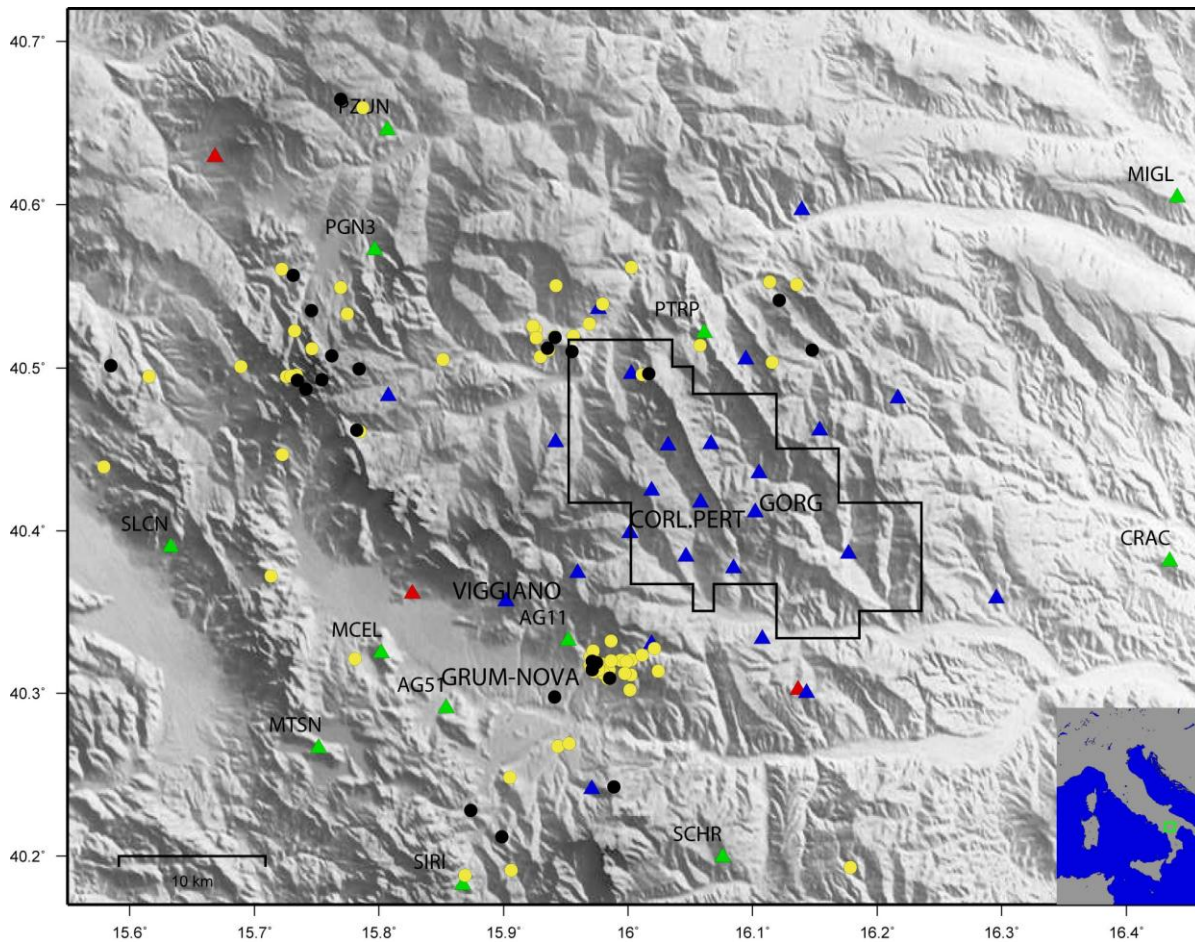 40.7°
PZUN
40.6°
MIGL
PGN3
PTRP
40.5°
SLCN
CORL.PERT
GORG
40.4°
CRAC
VIGGIANO
MCEL
AG11
AG51
GRUM-NOVA
40.3°
MTSN
SCHR
40.2°
SIRI
10 km
15.6° 15.7° 15.8° 15.9° 16° 16.1° 16.2° 16.3° 16.4°